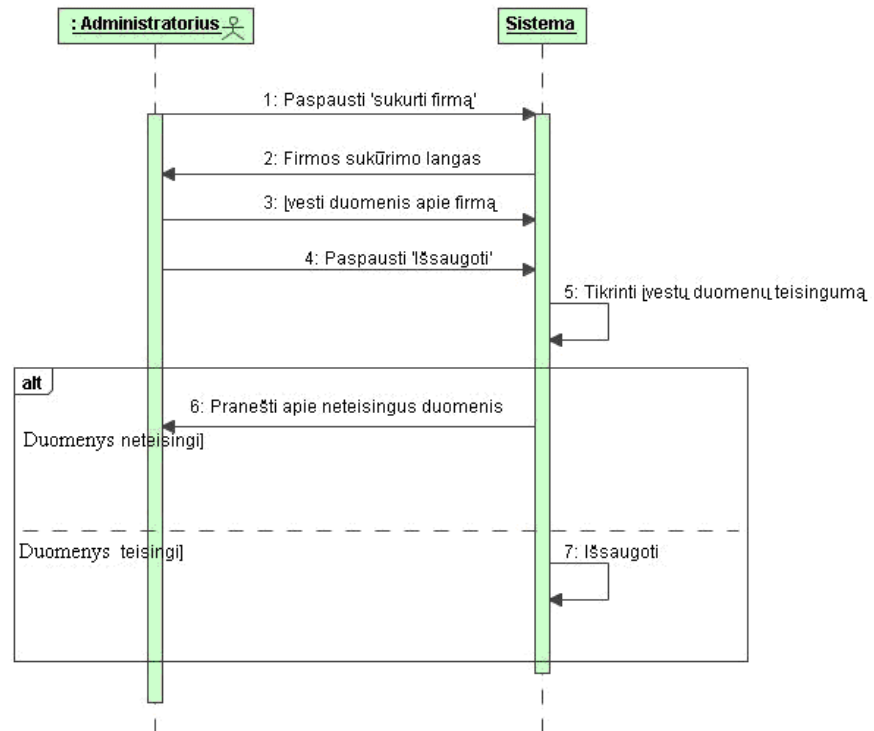 : Administratorius
Sistema
1: Paspausti 'sukurti firmą'
2: Firmos sukūrimo langas
3: Įvesti duomenis apie firmą
4: Paspausti 'Išsaugoti'
5: Tikrinti įvestų duomenų teisingumą
alt
6: Pranešti apie neteisingus duomenis
Duomenys neteisingi]
Duomenys teisingi]
7: Išsaugoti